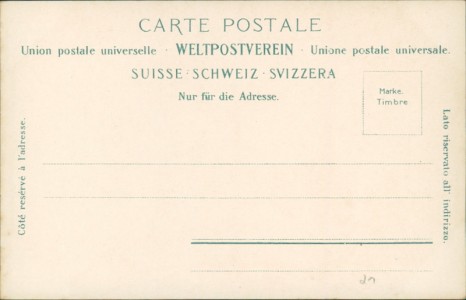 CARTE POSTALE
Union postale universelle · WELTPOSTVEREIN · Unione postale universale.
SUISSE · SCHWEIZ · SVIZZERA
Nur für die Adresse.
Marke.
Timbre
Côté resérvé à l'adresse.
Lato riservato all' indirizzo.